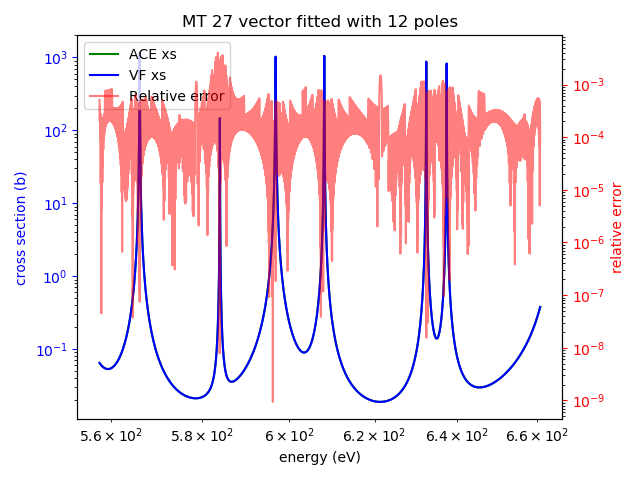 MT 27 vector fitted with 12 poles
ACE xs
VF xs
Relative error
cross section (b)
10³
10²
10¹
10⁰
10⁻¹
10⁻³
10⁻⁴
10⁻⁵
10⁻⁶
10⁻⁷
10⁻⁸
10⁻⁹
relative error
5.6 × 10² 5.8 × 10² 6 × 10² 6.2 × 10² 6.4 × 10² 6.6 × 10²
energy (eV)